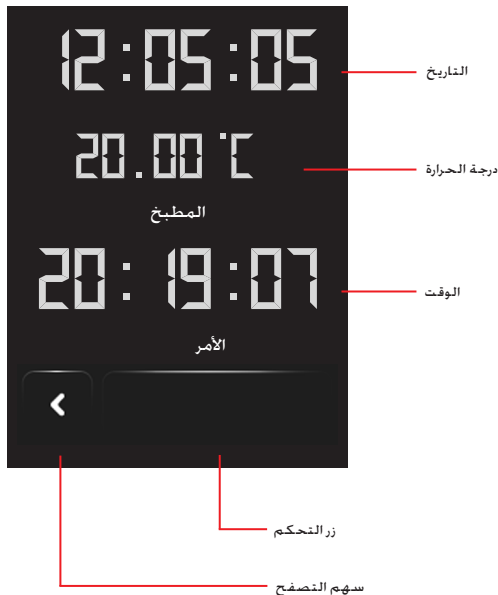 12:05:05
التاريخ
20.00 °C
درجة الحرارة
المطبخ
20:19:07
الوقت
الأمر
زر التحكم
سهم التصفح